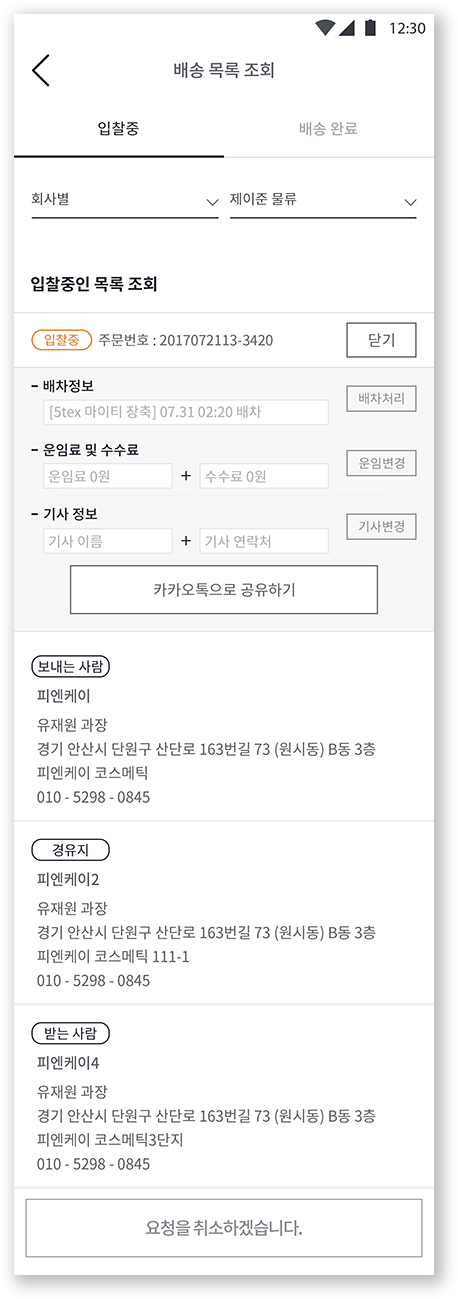 12:30
배송 목록 조회
입찰중 배송 완료
회사별 제이준 물류
입찰중인 목록 조회
입찰중 주문번호 : 2017072113-3420 닫기
– 배차정보
[5tex 마이티 장축] 07.31 02:20 배차 배차처리
– 운임료 및 수수료
운임료 0원 + 수수료 0원 운임변경
– 기사 정보
기사 이름 + 기사 연락처 기사변경
카카오톡으로 공유하기
보내는 사람
피엔케이
유재원 과장
경기 안산시 단원구 산단로 163번길 73 (원시동) B동 3층
피엔케이 코스메틱
010 - 5298 - 0845
경유지
피엔케이2
유재원 과장
경기 안산시 단원구 산단로 163번길 73 (원시동) B동 3층
피엔케이 코스메틱 111-1
010 - 5298 - 0845
받는 사람
피엔케이4
유재원 과장
경기 안산시 단원구 산단로 163번길 73 (원시동) B동 3층
피엔케이 코스메틱3단지
010 - 5298 - 0845
요청을 취소하겠습니다.